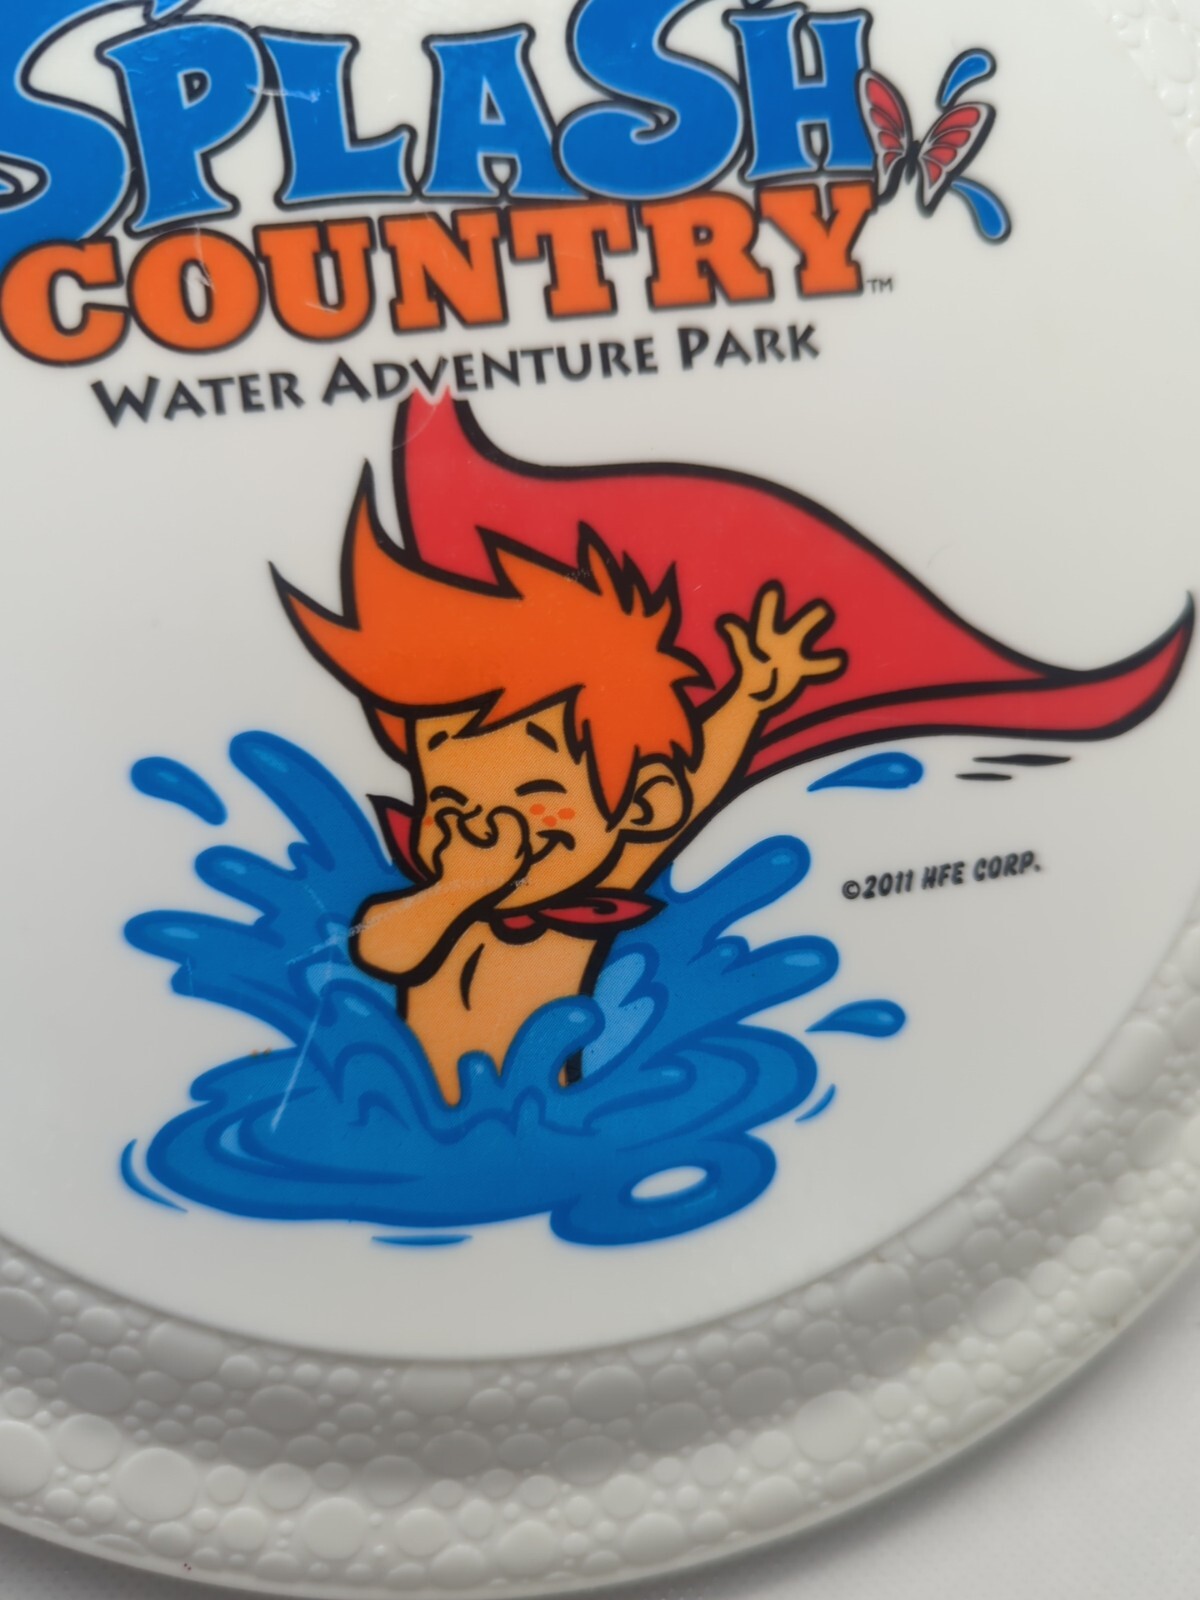 SPLASH
COUNTRY™
WATER ADVENTURE PARK
©2011 HFE CORP.